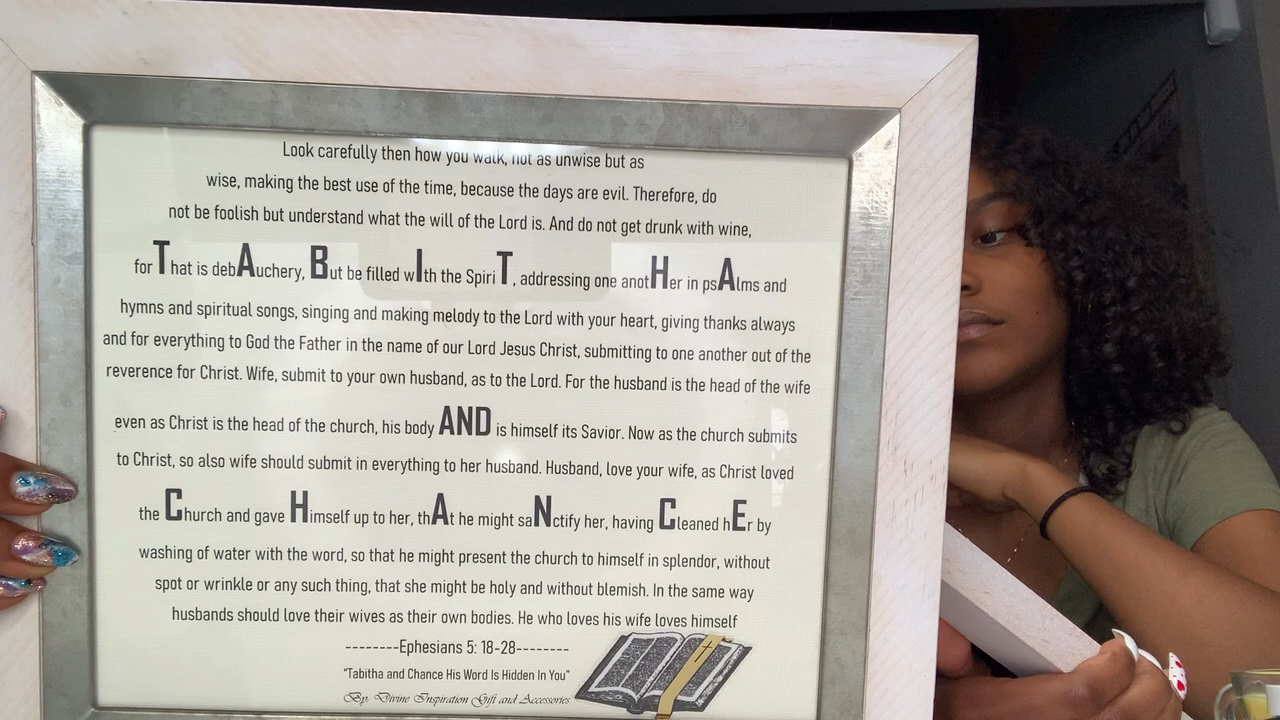 Look carefully then how you walk, not as unwise but as
wise, making the best use of the time, because the days are evil. Therefore, do
not be foolish but understand what the will of the Lord is. And do not get drunk with wine,
for That is debAuchery, But be filled wIth the SpiriT, addressing one anotHer in psAlms and
hymns and spiritual songs, singing and making melody to the Lord with your heart, giving thanks always
and for everything to God the Father in the name of our Lord Jesus Christ, submitting to one another out of the
reverence for Christ. Wife, submit to your own husband, as to the Lord. For the husband is the head of the wife
even as Christ is the head of the church, his body AND is himself its Savior. Now as the church submits
to Christ, so also wife should submit in everything to her husband. Husband, love your wife, as Christ loved
the Church and gave Himself up to her, thAt he might saNctify her, having Cleaned hEr by
washing of water with the word, so that he might present the church to himself in splendor, without
spot or wrinkle or any such thing, that she might be holy and without blemish. In the same way
husbands should love their wives as their own bodies. He who loves his wife loves himself
--------Ephesians 5: 18-28--------
"Tabitha and Chance His Word Is Hidden In You"
By, Divine Inspiration Gift and Accessories